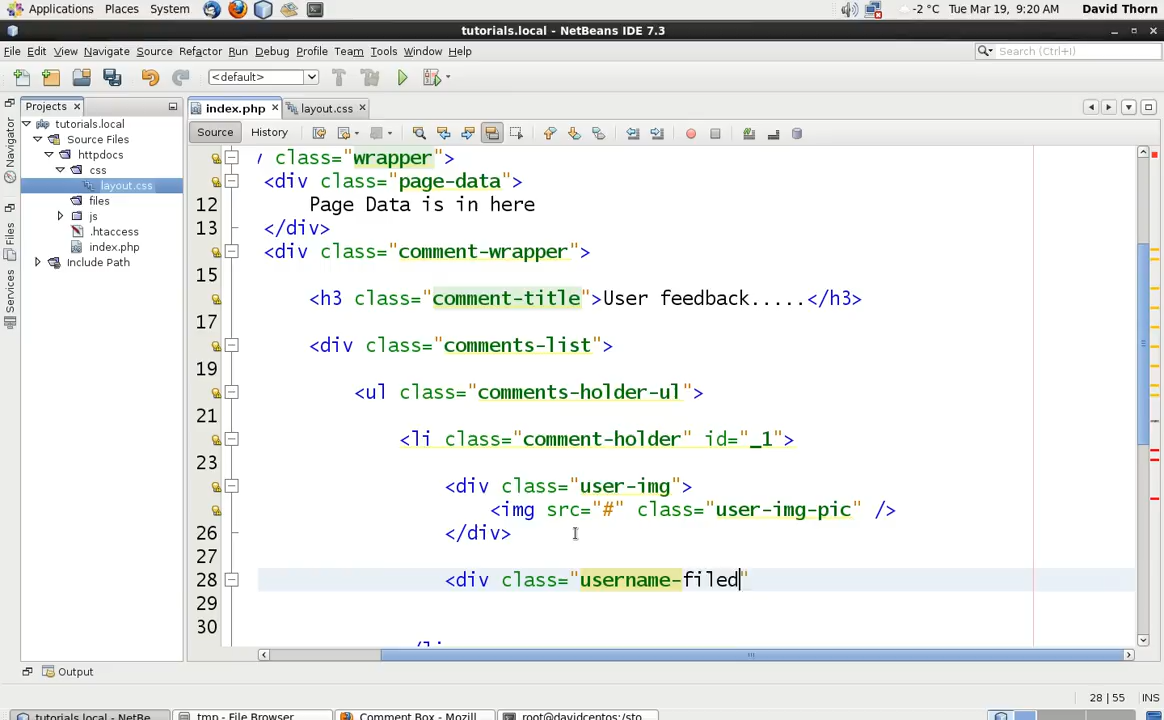 Applications Places System -2 °C Tue Mar 19, 9:20 AM David Thorn
tutorials.local - NetBeans IDE 7.3
File Edit View Navigate Source Refactor Run Debug Profile Team Tools Window Help Search (Ctrl+I)
<default>
Projects index.php layout.css
tutorials.local
Source Files
httpdocs
css
layout.css
files
js
.htaccess
index.php
Include Path
Navigator
Files
Services
Source History
/ class="wrapper">
<div class="page-data">
12 Page Data is in here
13 </div>
<div class="comment-wrapper">
15
<h3 class="comment-title">User feedback.....</h3>
17
<div class="comments-list">
19
<ul class="comments-holder-ul">
21
<li class="comment-holder" id="_1">
23
<div class="user-img">
<img src="#" class="user-img-pic" />
26 </div>
27
28 <div class="username-filed"
29
30
Output
28 | 55 INS
tutorials.local - NetBe... tmp - File Browser Comment Box - Mozill... root@davidcentos:/sto...